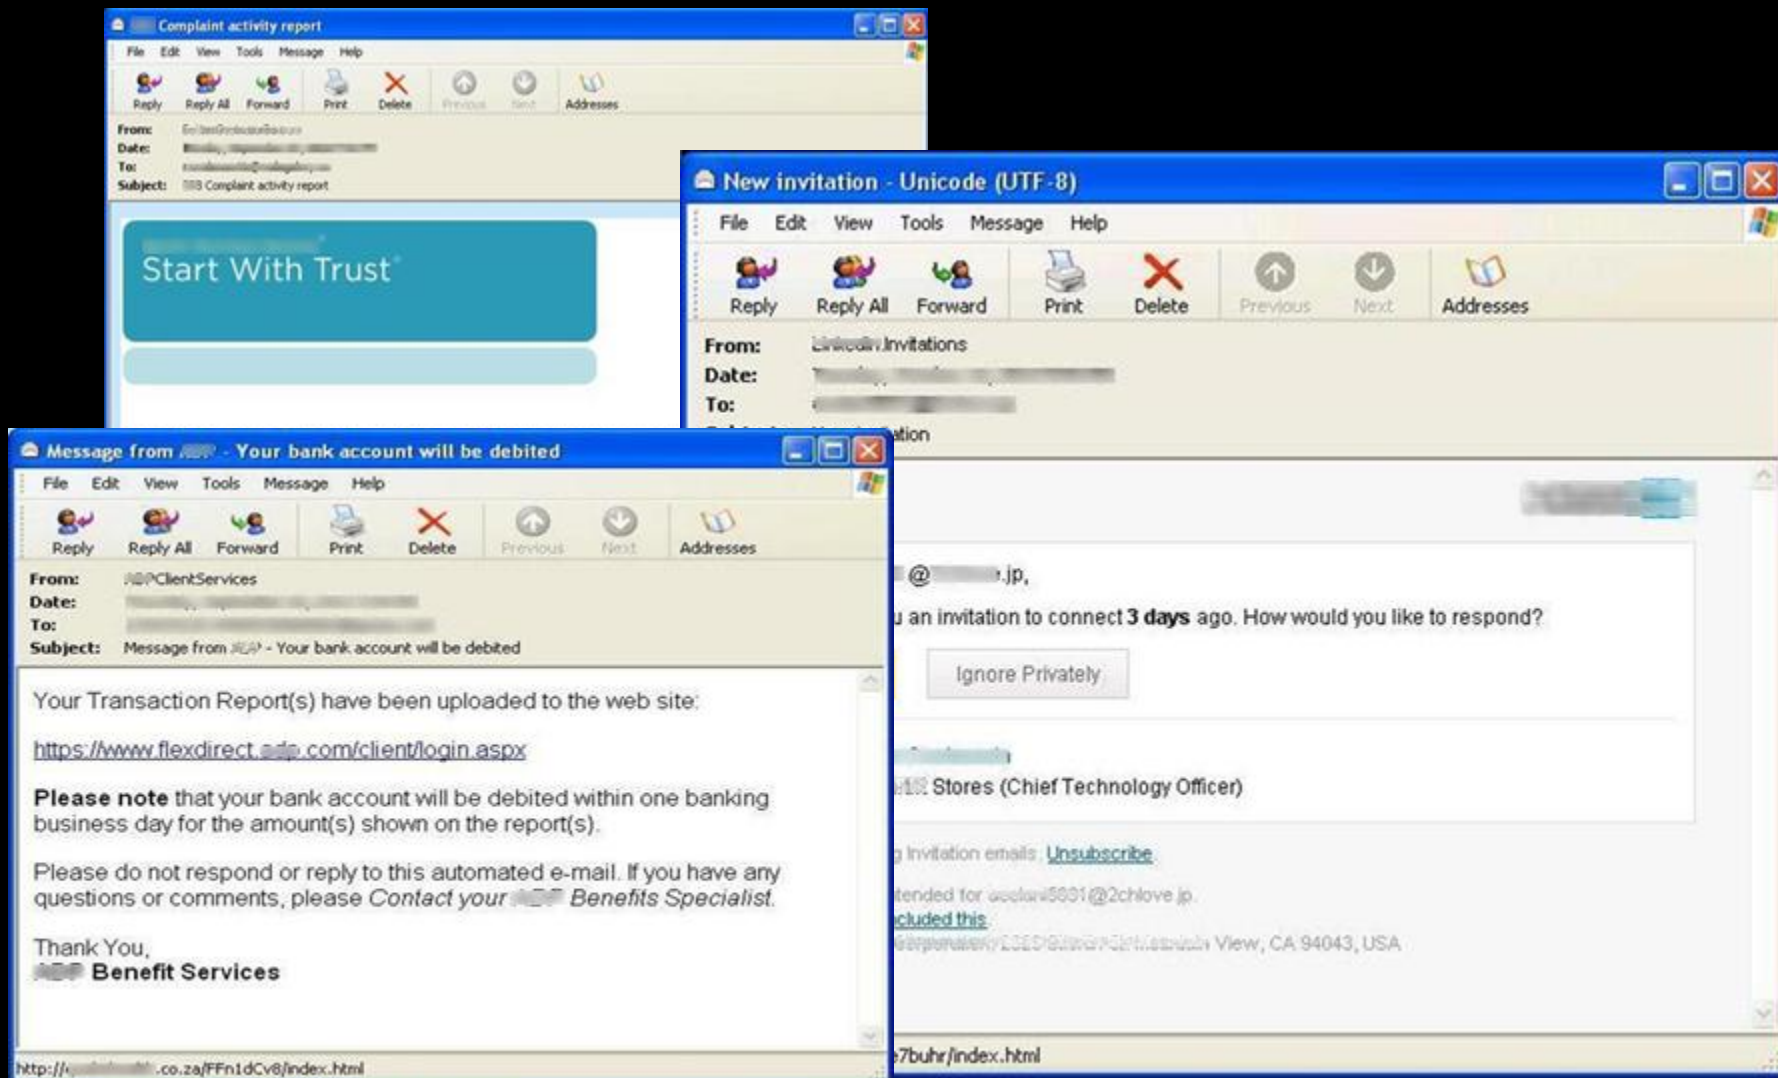 Complaint activity report
File Edit View Tools Message Help
Reply Reply All Forward Print Delete Previous Next Addresses
From:
Date:
To:
Subject: Complaint activity report
Start With Trust
New invitation - Unicode (UTF-8)
File Edit View Tools Message Help
Reply Reply All Forward Print Delete Previous Next Addresses
From: Invitations
Date:
To:
@ .jp,
an invitation to connect 3 days ago. How would you like to respond?
Ignore Privately
Stores (Chief Technology Officer)
Invitation emails. Unsubscribe.
for @2chlove.jp.
this.
View, CA 94043, USA
e7buhr/index.html
Message from - Your bank account will be debited
File Edit View Tools Message Help
Reply Reply All Forward Print Delete Previous Next Addresses
From: ClientServices
Date:
To:
Subject: Message from - Your bank account will be debited
Your Transaction Report(s) have been uploaded to the web site:
https://www.flexdirect. .com/client/login.aspx
Please note that your bank account will be debited within one banking
business day for the amount(s) shown on the report(s).
Please do not respond or reply to this automated e-mail. If you have any
questions or comments, please Contact your Benefits Specialist.
Thank You,
Benefit Services
http:// .co.za/FFn1dCv8/index.html